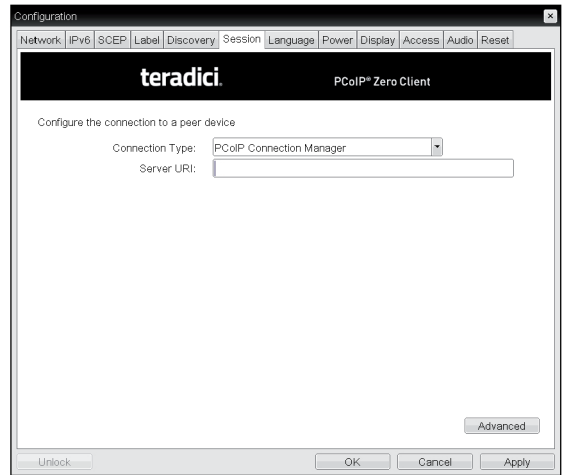 Configuration
Network IPv6 SCEP Label Discovery Session Language Power Display Access Audio Reset
teradici. PCoIP® Zero Client
Configure the connection to a peer device
Connection Type: PCoIP Connection Manager
Server URI:
Advanced
Unlock OK Cancel Apply